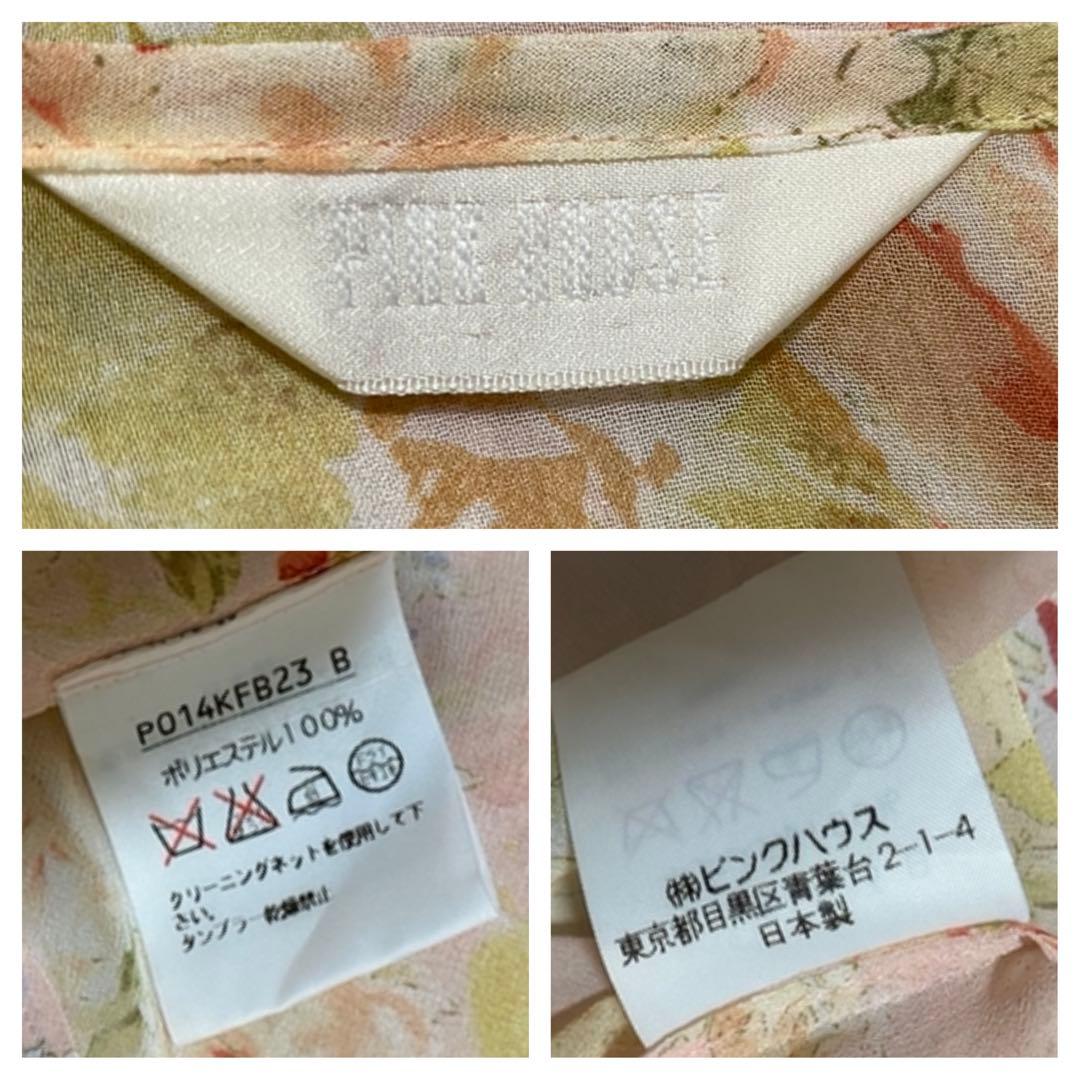 PINK HOUSE
P014KFB23 B
ポリエステル100%
クリーニングネットを使用して下
さい。
タンブラー乾燥禁止
㈱ピンクハウス
東京都目黒区青葉台2-1-4
日本製